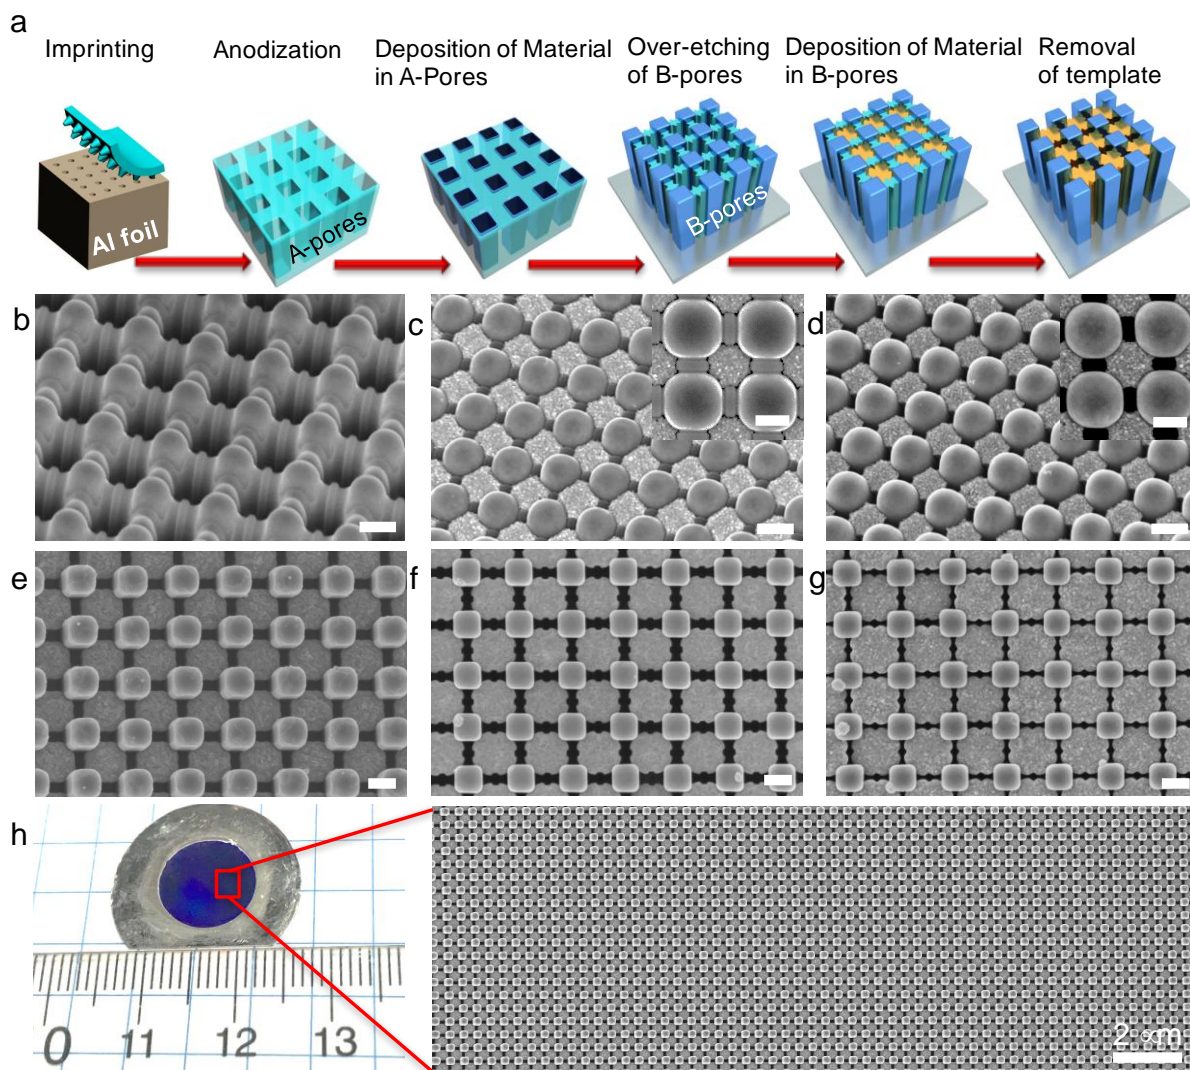 a
Imprinting
Anodization
Deposition of Material
in A-Pores
Over-etching
of B-pores
Deposition of Material
in B-pores
Removal
of template
Al foil
A-pores
B-pores
b
c
d
e
f
g
h
0
11
12
13
2 ∝m